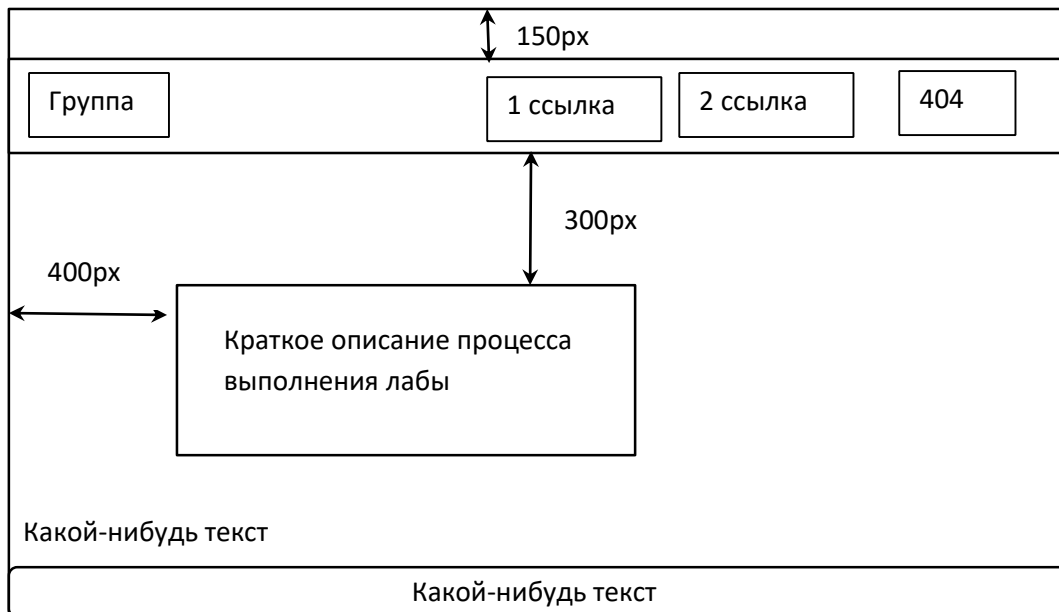 150px
Группа
1 ссылка
2 ссылка
404
300px
400px
Краткое описание процесса
выполнения лабы
Какой-нибудь текст
Какой-нибудь текст